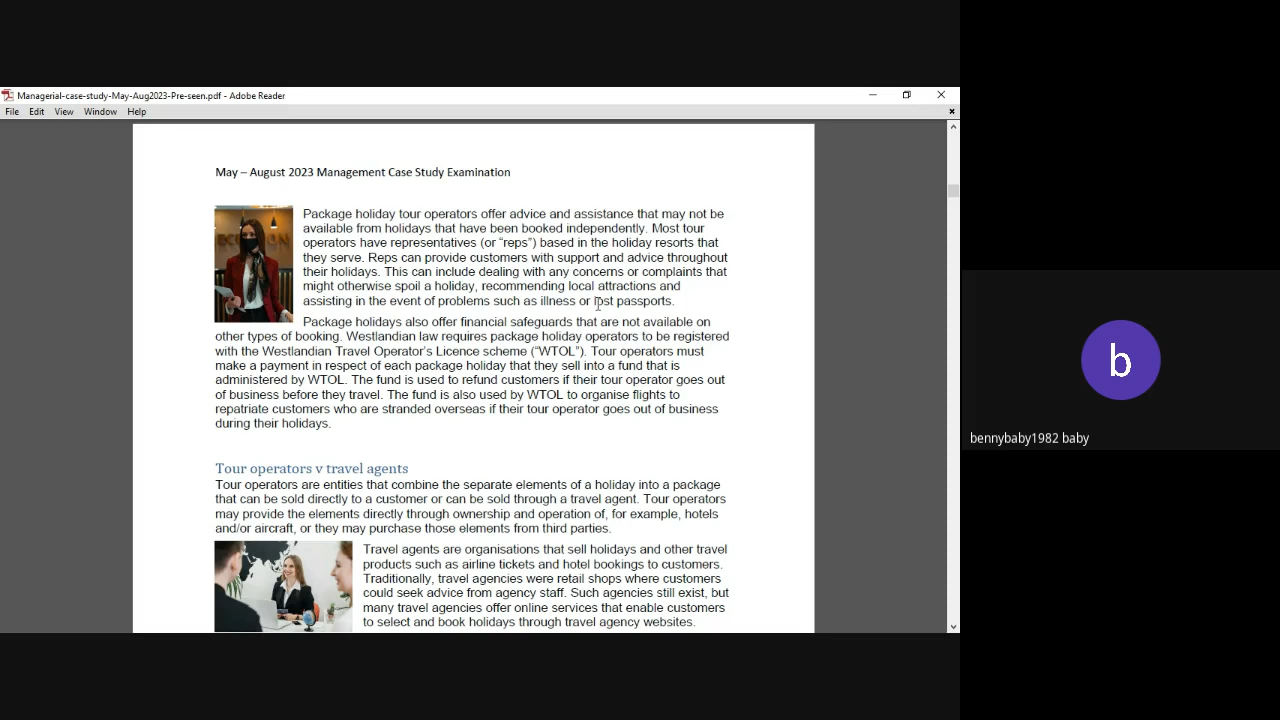 Managerial-case-study-May-Aug2023-Pre-seen.pdf - Adobe Reader
File Edit View Window Help
May – August 2023 Management Case Study Examination
Package holiday tour operators offer advice and assistance that may not be
available from holidays that have been booked independently. Most tour
operators have representatives (or “reps”) based in the holiday resorts that
they serve. Reps can provide customers with support and advice throughout
their holidays. This can include dealing with any concerns or complaints that
might otherwise spoil a holiday, recommending local attractions and
assisting in the event of problems such as illness or lost passports.
Package holidays also offer financial safeguards that are not available on
other types of booking. Westlandian law requires package holiday operators to be registered
with the Westlandian Travel Operator’s Licence scheme (“WTOL”). Tour operators must
make a payment in respect of each package holiday that they sell into a fund that is
administered by WTOL. The fund is used to refund customers if their tour operator goes out
of business before they travel. The fund is also used by WTOL to organise flights to
repatriate customers who are stranded overseas if their tour operator goes out of business
during their holidays.
Tour operators v travel agents
Tour operators are entities that combine the separate elements of a holiday into a package
that can be sold directly to a customer or can be sold through a travel agent. Tour operators
may provide the elements directly through ownership and operation of, for example, hotels
and/or aircraft, or they may purchase those elements from third parties.
Travel agents are organisations that sell holidays and other travel
products such as airline tickets and hotel bookings to customers.
Traditionally, travel agencies were retail shops where customers
could seek advice from agency staff. Such agencies still exist, but
many travel agencies offer online services that enable customers
to select and book holidays through travel agency websites.
b
bennybaby1982 baby